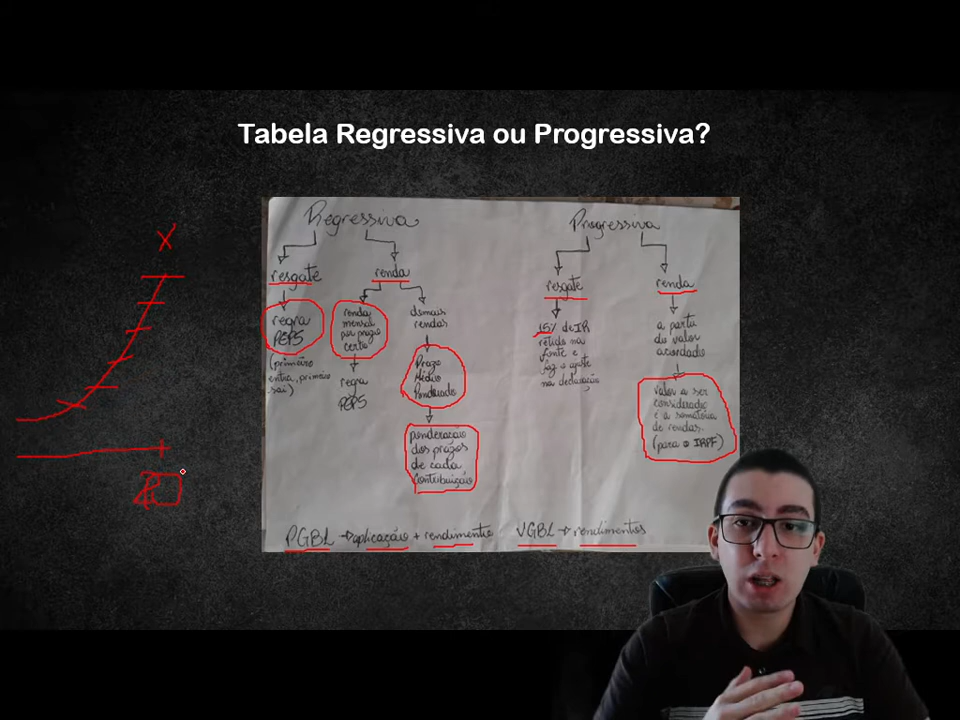 Tabela Regressiva ou Progressiva?
Regressiva
resgate
renda
regra
PEPS
(primeiro
entra, primeiro
sai)
renda
mensal
por prazo
certo
regra
PEPS
demais
rendas
Prazo
Médio
Ponderado
ponderação
dos prazos
de cada
contribuição
Progressiva
resgate
renda
15% de IR
retido na
fonte e
faz o ajuste
na declaração
a partir
do valor
acordado
valor a ser
considerado
é a somatória
de rendas.
(para o IRPF)
PGBL → aplicação + rendimentos
VGBL → rendimentos
X